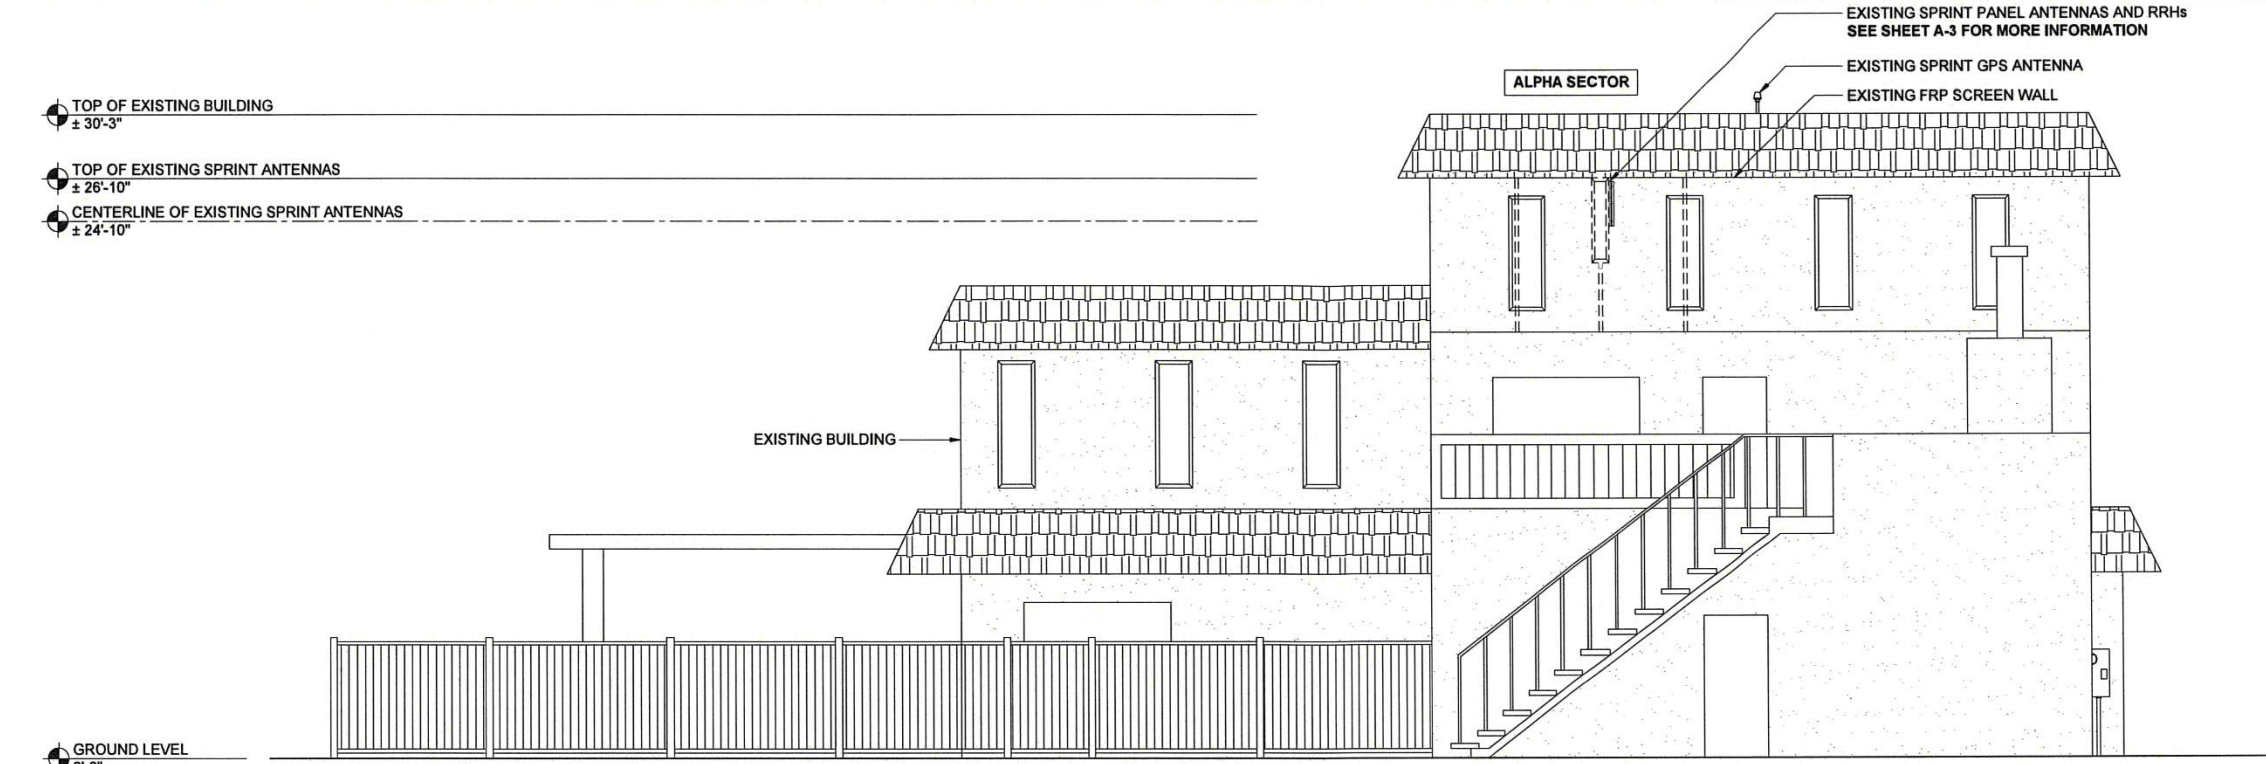 EXISTING SPRINT PANEL ANTENNAS AND RRHs
SEE SHEET A-3 FOR MORE INFORMATION
EXISTING SPRINT GPS ANTENNA
ALPHA SECTOR
EXISTING FRP SCREEN WALL
TOP OF EXISTING BUILDING
± 30'-3"
TOP OF EXISTING SPRINT ANTENNAS
± 26'-10"
CENTERLINE OF EXISTING SPRINT ANTENNAS
± 24'-10"
EXISTING BUILDING
GROUND LEVEL